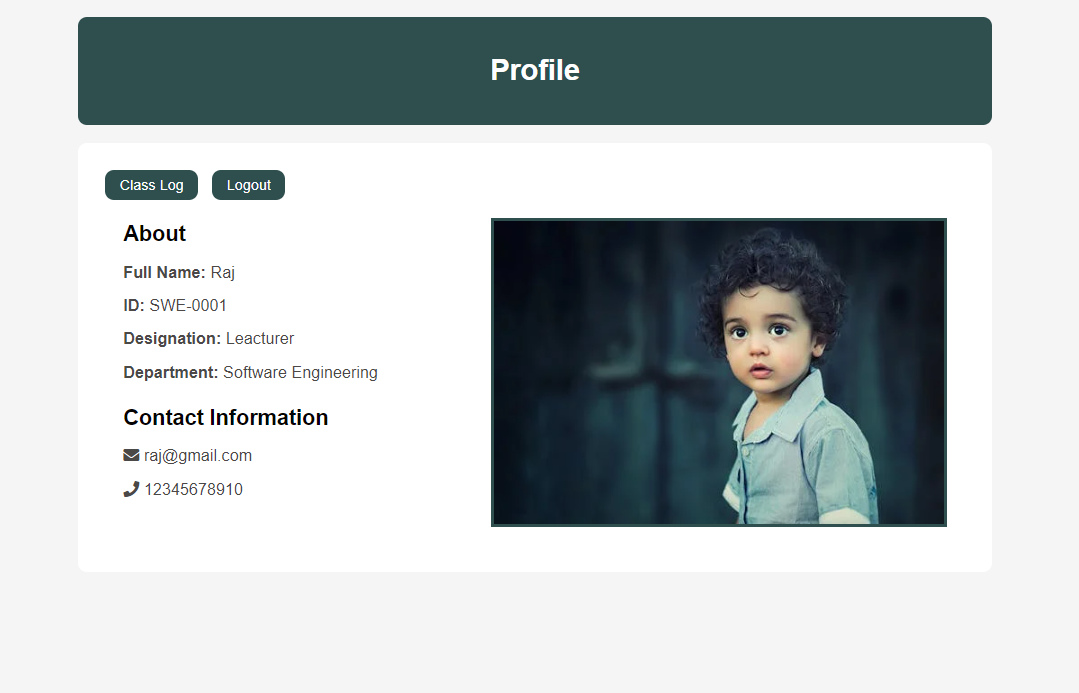 Profile
Class Log
Logout
About
Full Name: Raj
ID: SWE-0001
Designation: Leacturer
Department: Software Engineering
Contact Information
raj@gmail.com
12345678910